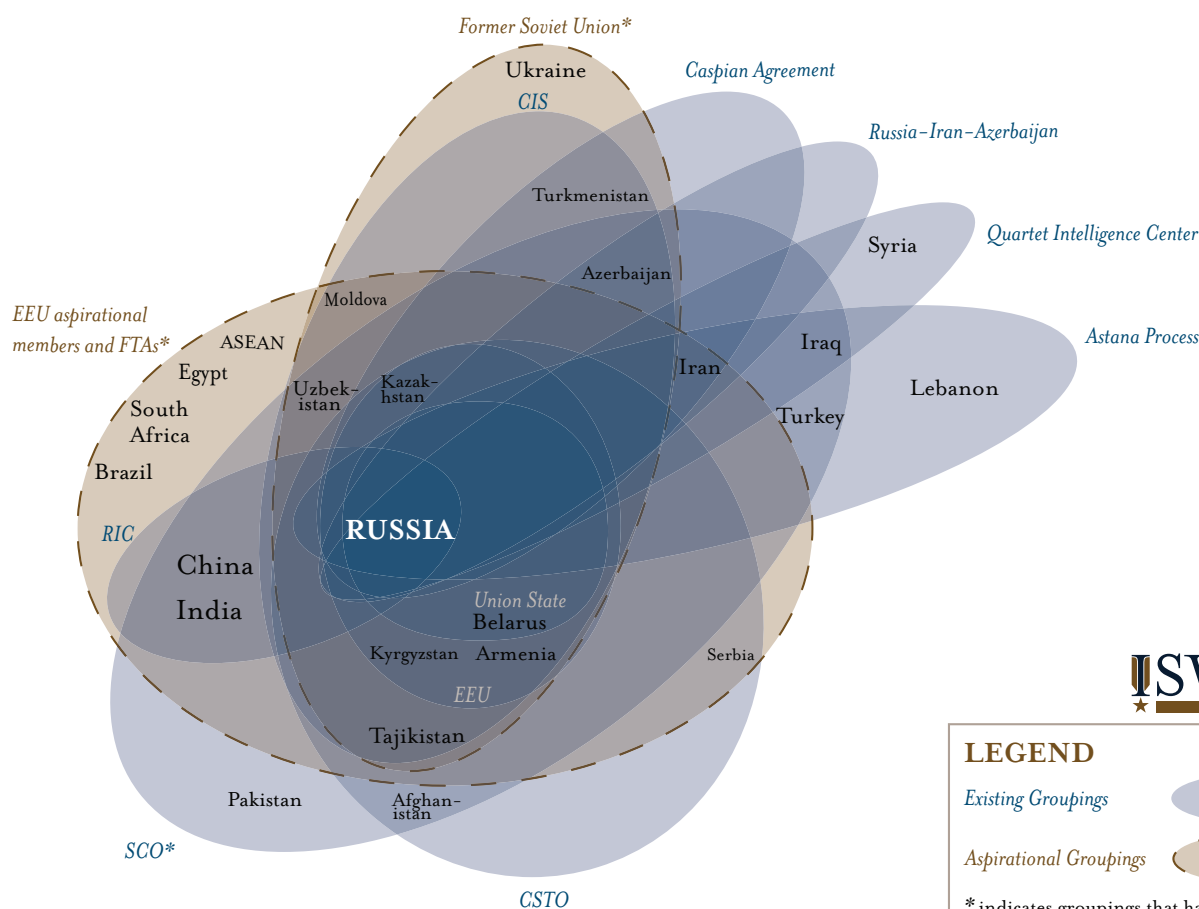 Former Soviet Union*
Ukraine
CIS
Caspian Agreement
Russia–Iran–Azerbaijan
Turkmenistan
Quartet Intelligence Center
Syria
Azerbaijan
Moldova
EEU aspirational
members and FTAs*
ASEAN
Astana Process
Iraq
Egypt
Iran
Uzbek-
istan
Kazak-
hstan
Lebanon
South
Africa
Turkey
Brazil
RIC
RUSSIA
China
India
Union State
Belarus
Kyrgyzstan
Armenia
Serbia
EEU
Tajikistan
Pakistan
Afghan-
istan
SCO*
CSTO
LEGEND
Existing Groupings
Aspirational Groupings
* indicates groupings that